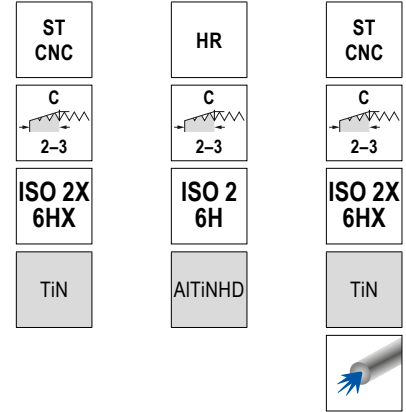 ST
CNC
HR
ST
CNC
C
2–3
C
2–3
C
2–3
ISO 2X
6HX
ISO 2
6H
ISO 2X
6HX
TiN
AlTiNHD
TiN